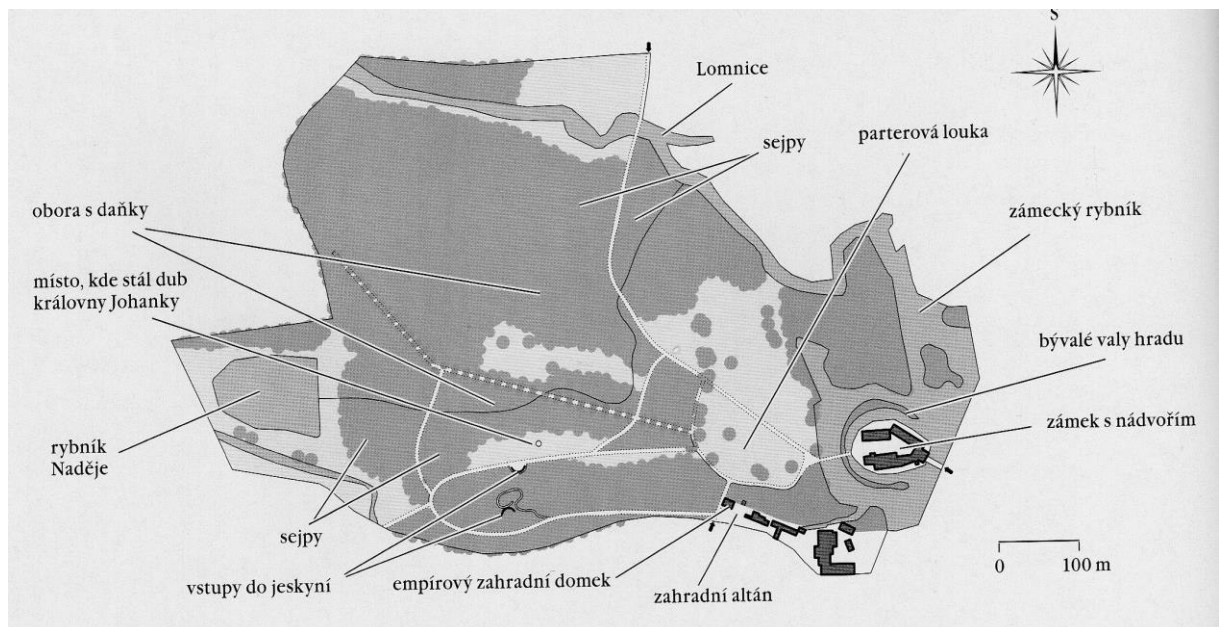 S
Lomnice
sejpy
parterová louka
obora s daňky
zámecký rybník
místo, kde stál dub
královny Johanky
bývalé valy hradu
zámek s nádvořím
rybník
Naděje
sejpy
vstupy do jeskyní
empírový zahradní domek
zahradní altán
0
100 m